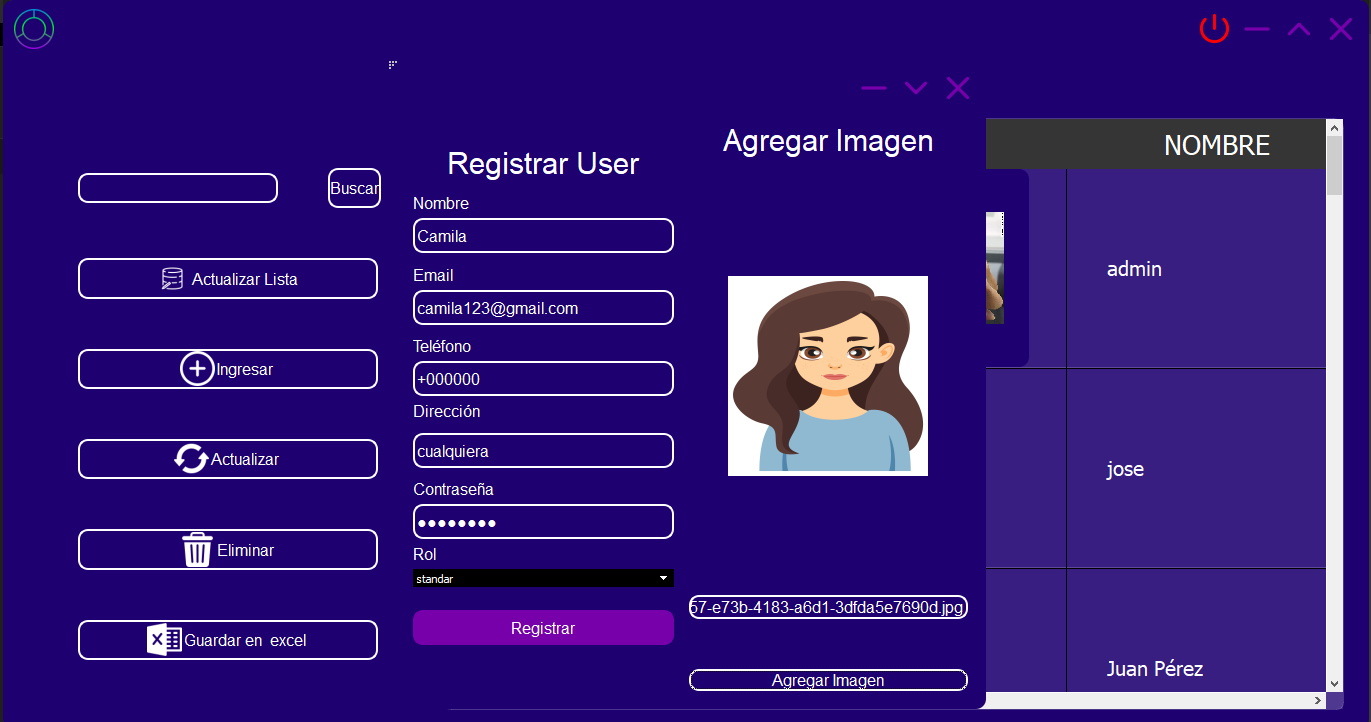 Buscar
Actualizar Lista
Ingresar
Actualizar
Eliminar
Guardar en excel
Registrar User
Nombre
Camila
Email
camila123@gmail.com
Teléfono
+000000
Dirección
cualquiera
Contraseña
●●●●●●●●
Rol
standar
Registrar
Agregar Imagen
57-e73b-4183-a6d1-3dfda5e7690d.jpg
Agregar Imagen
NOMBRE
admin
jose
Juan Pérez